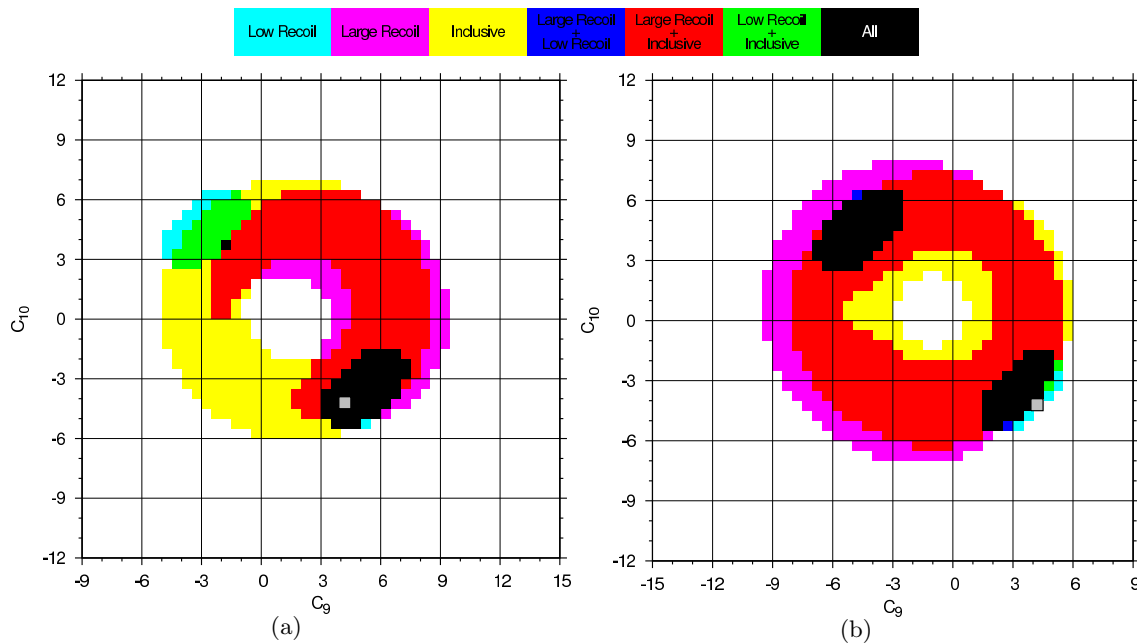 Low Recoil
Large Recoil
Inclusive
Large Recoil
+
Low Recoil
Large Recoil
+
Inclusive
Low Recoil
+
Inclusive
All
12
9
6
3
0
-3
-6
-9
-12
C10
-9 -6 -3 0 3 6 9 12 15
C9
(a)
12
9
6
3
0
-3
-6
-9
-12
C10
-15 -12 -9 -6 -3 0 3 6 9
C9
(b)